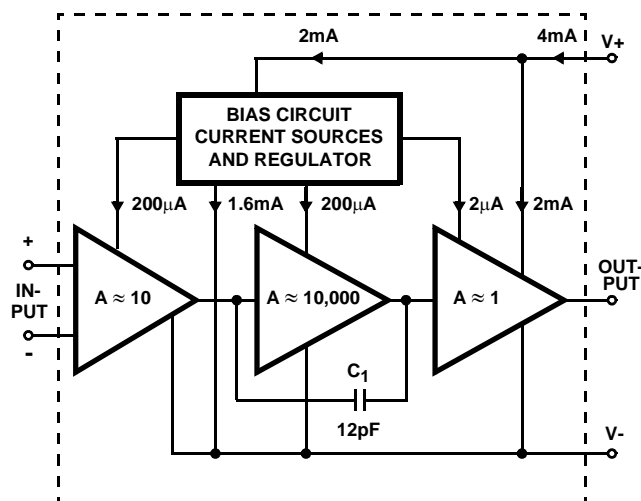 2mA
4mA
V+
BIAS CIRCUIT
CURRENT SOURCES
AND REGULATOR
200μA
1.6mA
200μA
2μA
2mA
+
IN-
PUT
-
A ≈ 10
A ≈ 10,000
A ≈ 1
OUT-
PUT
C1
12pF
V-